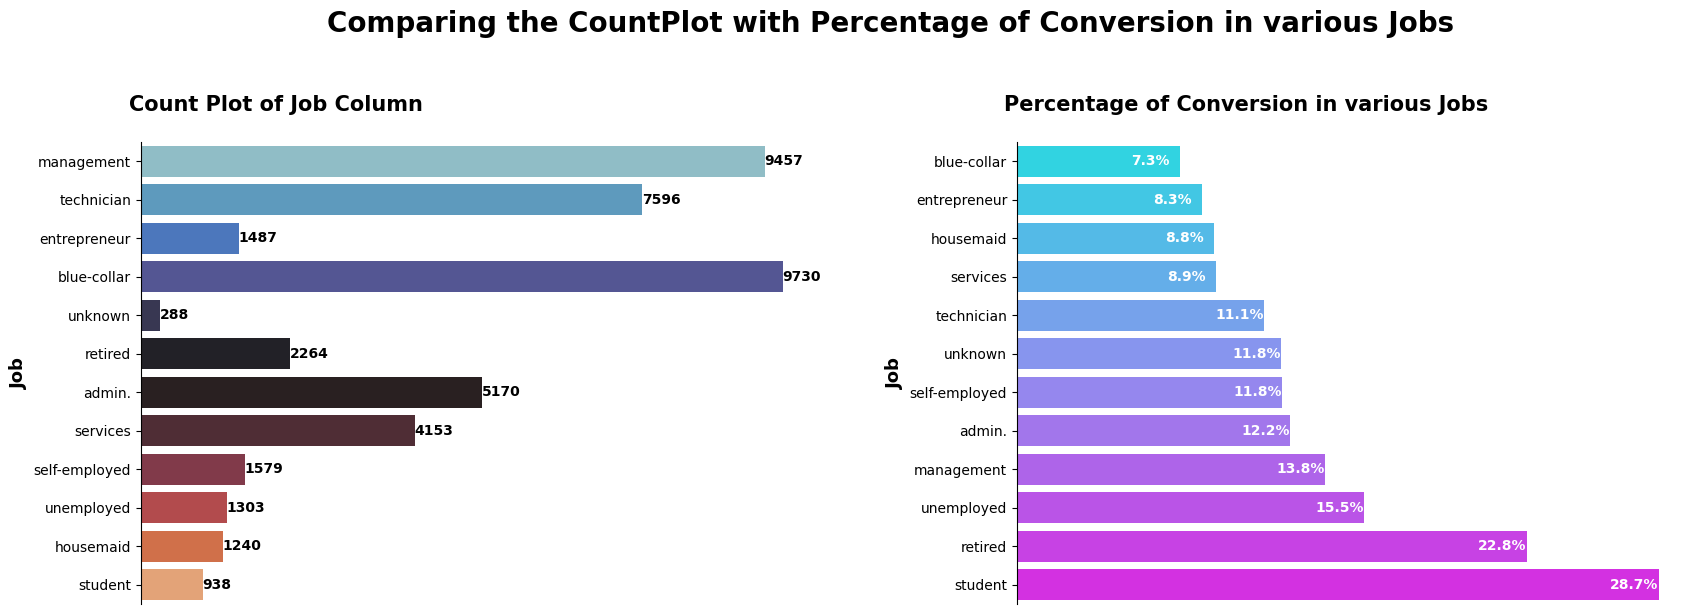 Comparing the CountPlot with Percentage of Conversion in various Jobs
Count Plot of Job Column
Job
management 9457
technician 7596
entrepreneur 1487
blue-collar 9730
unknown 288
retired 2264
admin. 5170
services 4153
self-employed 1579
unemployed 1303
housemaid 1240
student 938
Percentage of Conversion in various Jobs
Job
blue-collar 7.3%
entrepreneur 8.3%
housemaid 8.8%
services 8.9%
technician 11.1%
unknown 11.8%
self-employed 11.8%
admin. 12.2%
management 13.8%
unemployed 15.5%
retired 22.8%
student 28.7%